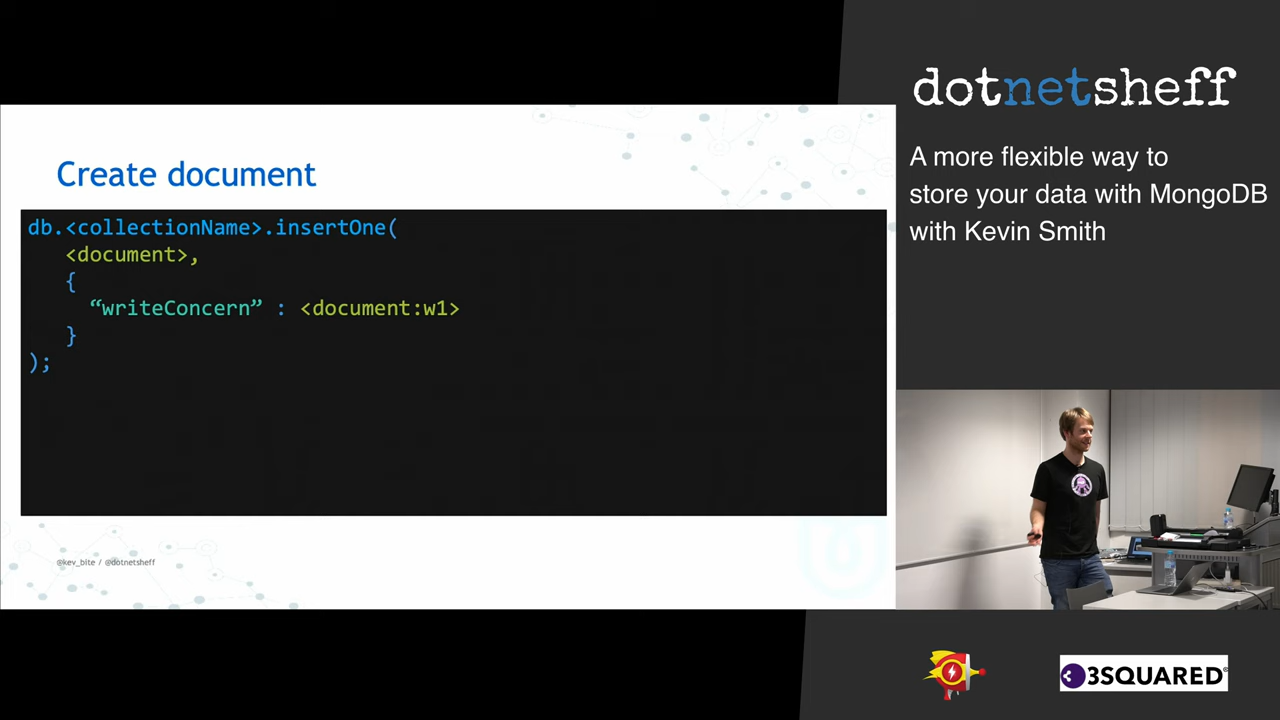 Create document
db.<collectionName>.insertOne(
<document>,
{
“writeConcern” : <document:w1>
}
);
@kev_bite / @dotnetsheff
dotnetsheff
A more flexible way to
store your data with MongoDB
with Kevin Smith
3SQUARED